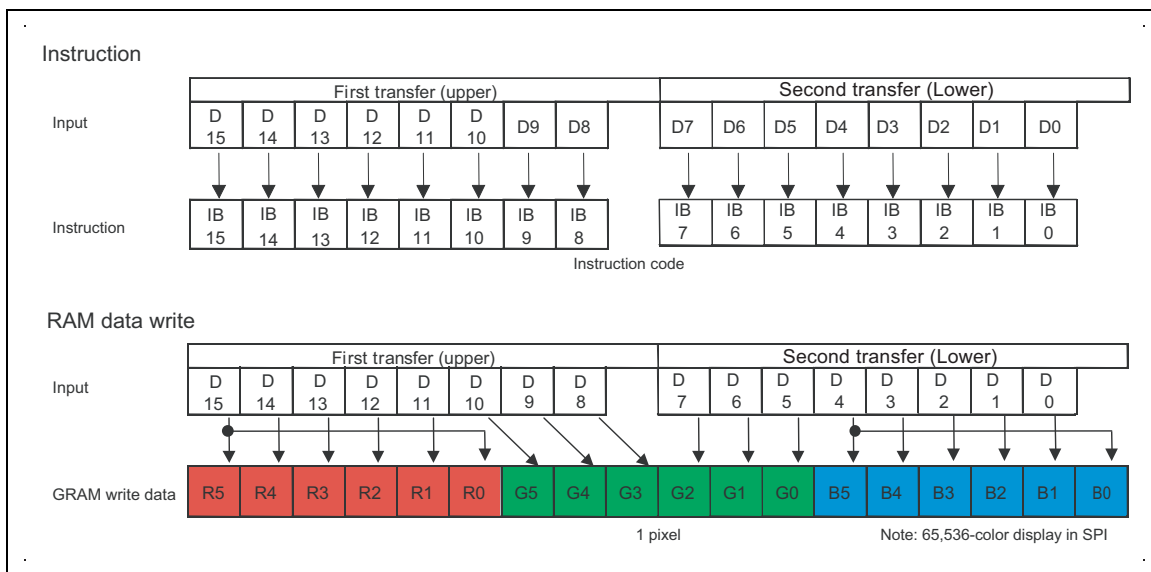 Instruction
First transfer (upper) Second transfer (Lower)
Input D 15 D 14 D 13 D 12 D 11 D 10 D9 D8 D7 D6 D5 D4 D3 D2 D1 D0
Instruction IB 15 IB 14 IB 13 IB 12 IB 11 IB 10 IB 9 IB 8 IB 7 IB 6 IB 5 IB 4 IB 3 IB 2 IB 1 IB 0
Instruction code
RAM data write
First transfer (upper) Second transfer (Lower)
Input D 15 D 14 D 13 D 12 D 11 D 10 D 9 D 8 D 7 D 6 D 5 D 4 D 3 D 2 D 1 D 0
GRAM write data R5 R4 R3 R2 R1 R0 G5 G4 G3 G2 G1 G0 B5 B4 B3 B2 B1 B0
1 pixel Note: 65,536-color display in SPI